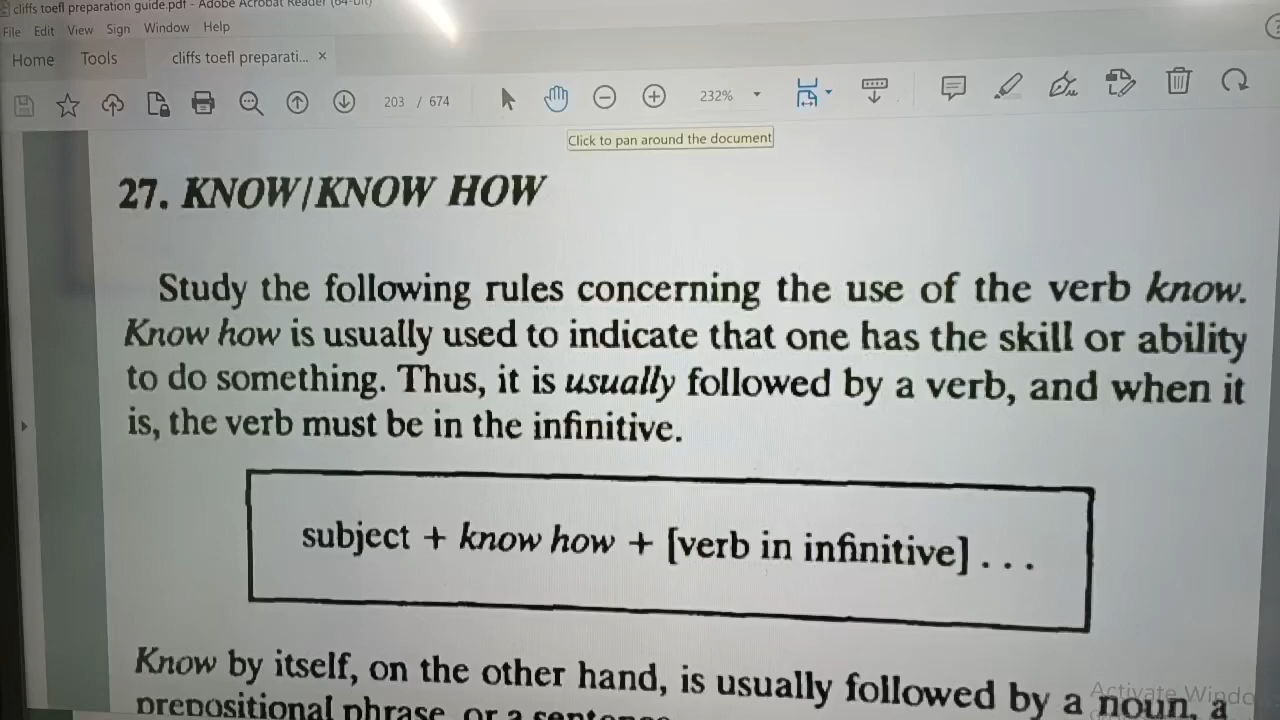 cliffs toefl preparation guide.pdf - Adobe Acrobat Reader (64-bit)
File Edit View Sign Window Help
Home Tools cliffs toefl preparati... ×
203 / 674 232%
Click to pan around the document
27. KNOW/KNOW HOW
Study the following rules concerning the use of the verb know.
Know how is usually used to indicate that one has the skill or ability
to do something. Thus, it is usually followed by a verb, and when it
is, the verb must be in the infinitive.
subject + know how + [verb in infinitive] . . .
Know by itself, on the other hand, is usually followed by a noun, a
Activate Windo
prepositional phrase, or a sentence